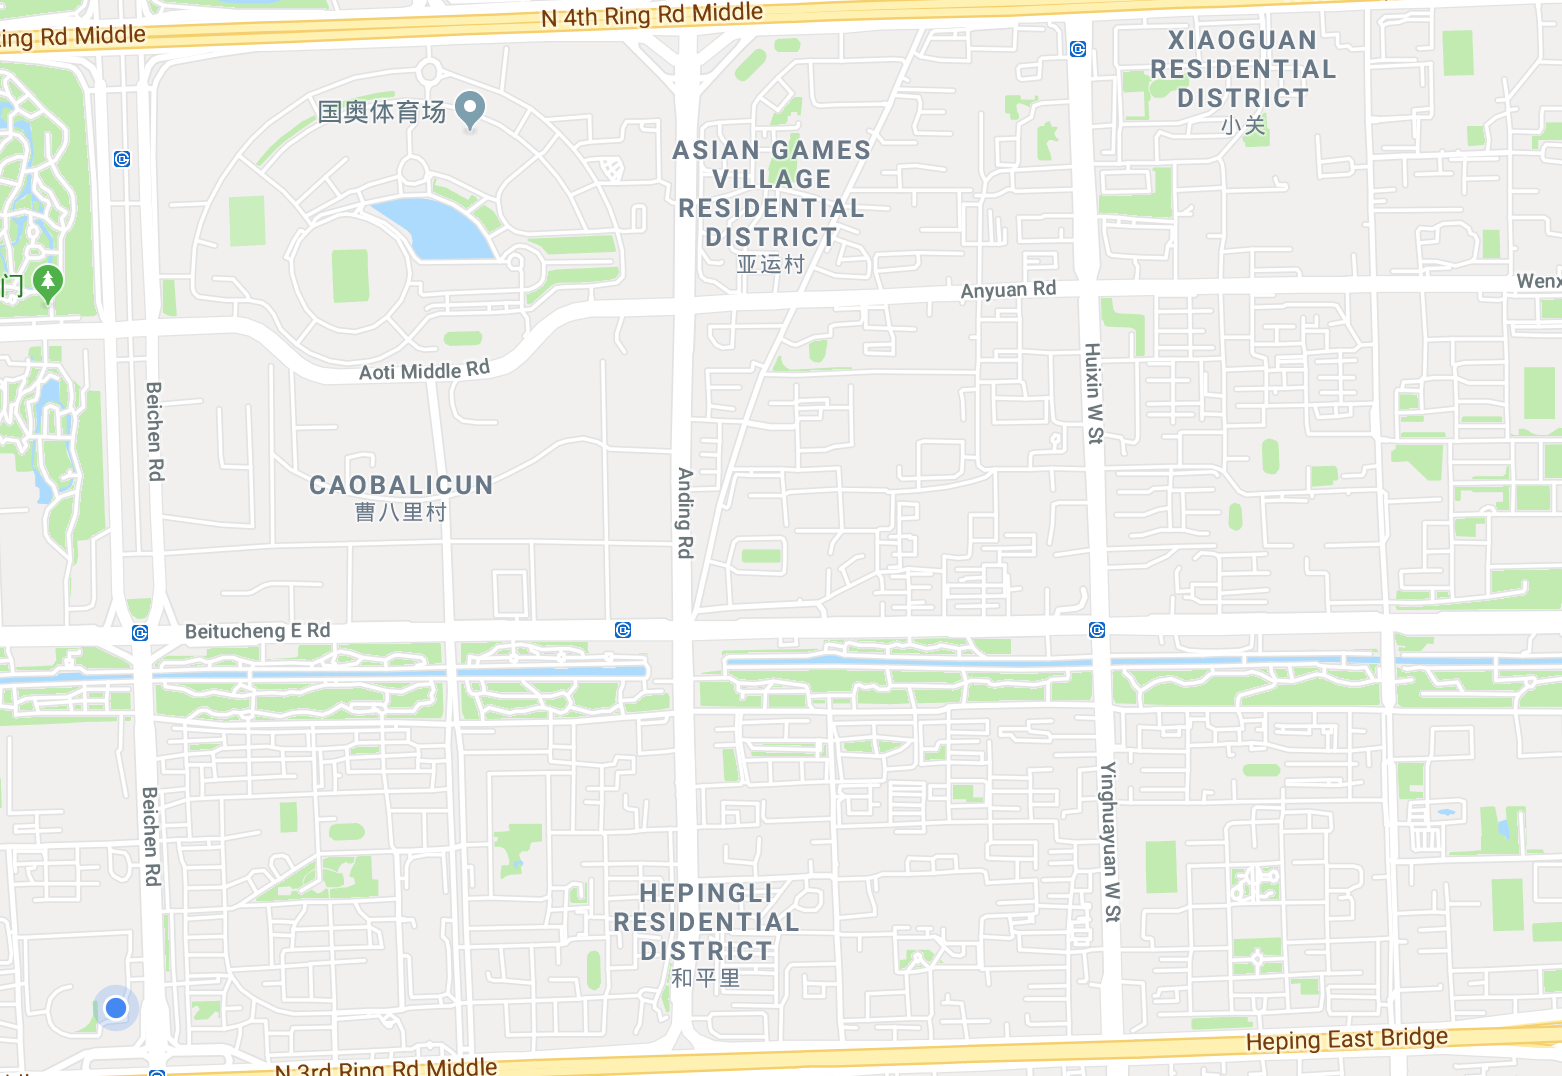 N 4th Ring Rd Middle
ing Rd Middle
XIAOGUAN
RESIDENTIAL
DISTRICT
小关
国奥体育场
ASIAN GAMES
VILLAGE
RESIDENTIAL
DISTRICT
亚运村
门
Anyuan Rd
Wenx
Aoti Middle Rd
Huixin W St
Beichen Rd
CAOBALICUN
曹八里村
Anding Rd
Beitucheng E Rd
Beichen Rd
Yinghuayuan W St
HEPINGLI
RESIDENTIAL
DISTRICT
和平里
Heping East Bridge
N 3rd Ring Rd Middle